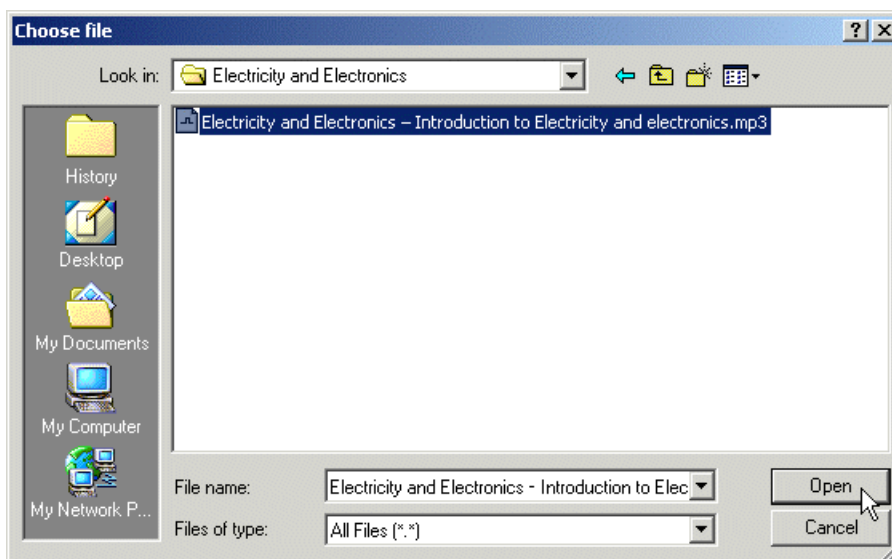 Choose file
Look in: Electricity and Electronics
Electricity and Electronics – Introduction to Electricity and electronics.mp3
History
Desktop
My Documents
My Computer
My Network P...
File name: Electricity and Electronics - Introduction to Elec Open
Files of type: All Files (*.*) Cancel